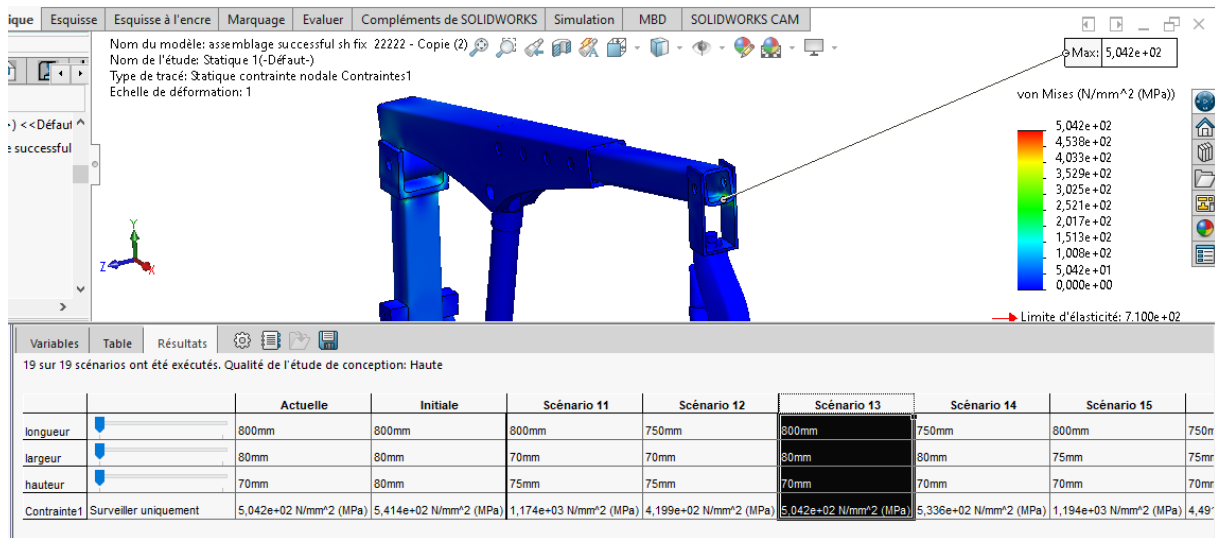 ique Esquisse Esquisse à l'encre Marquage Evaluer Compléments de SOLIDWORKS Simulation MBD SOLIDWORKS CAM
Nom du modèle: assemblage successful sh fix 22222 - Copie (2)
Nom de l'étude: Statique 1(-Défaut-)
Type de tracé: Statique contrainte nodale Contraintes1
Echelle de déformation: 1
Max: 5,042e+02
von Mises (N/mm^2 (MPa))
5,042e+02
4,538e+02
4,033e+02
3,529e+02
3,025e+02
2,521e+02
2,017e+02
1,513e+02
1,008e+02
5,042e+01
0,000e+00
Limite d'élasticité: 7.100e+02
) <<Défaut
e successful
Y
Z
X
Variables Table Résultats
19 sur 19 scénarios ont été exécutés. Qualité de l'étude de conception: Haute
Actuelle Initiale Scénario 11 Scénario 12 Scénario 13 Scénario 14 Scénario 15
longueur 800mm 800mm 800mm 750mm 800mm 750mm 800mm 750m
largeur 80mm 80mm 70mm 70mm 80mm 80mm 75mm 75mm
hauteur 70mm 80mm 75mm 75mm 70mm 70mm 70mm 70mm
Contrainte1 Surveiller uniquement 5,042e+02 N/mm^2 (MPa) 5,414e+02 N/mm^2 (MPa) 1,174e+03 N/mm^2 (MPa) 4,199e+02 N/mm^2 (MPa) 5,042e+02 N/mm^2 (MPa) 5,336e+02 N/mm^2 (MPa) 1,194e+03 N/mm^2 (MPa) 4,49